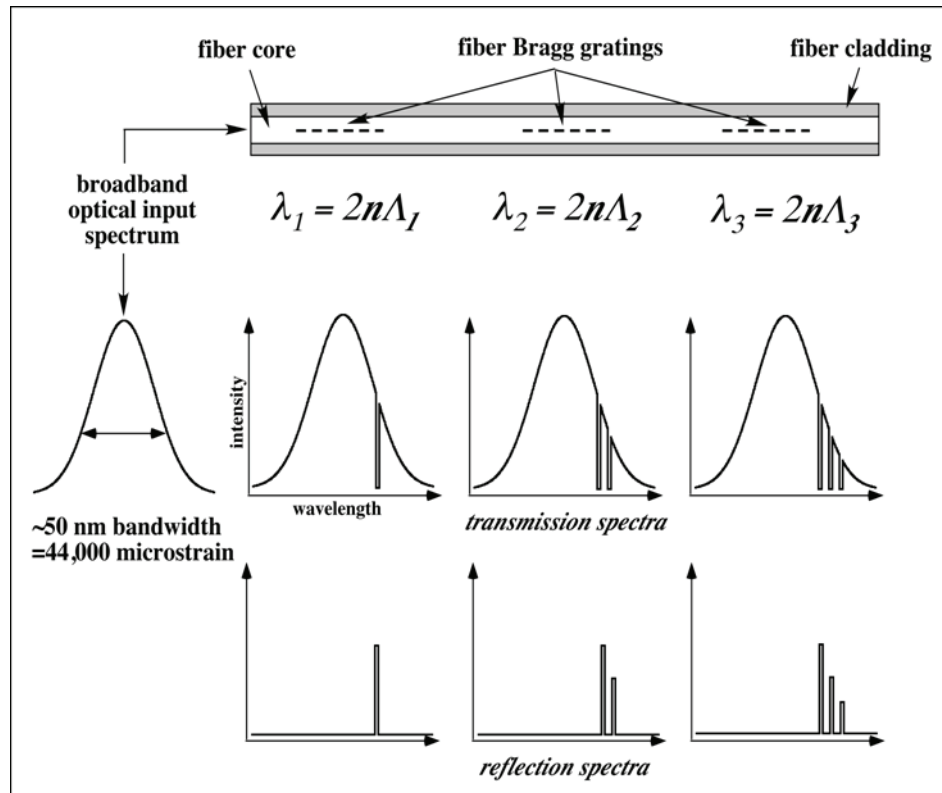 fiber core
fiber Bragg gratings
fiber cladding
broadband
optical input
spectrum
λ₁ = 2nΛ₁
λ₂ = 2nΛ₂
λ₃ = 2nΛ₃
intensity
wavelength
transmission spectra
~50 nm bandwidth
=44,000 microstrain
reflection spectra